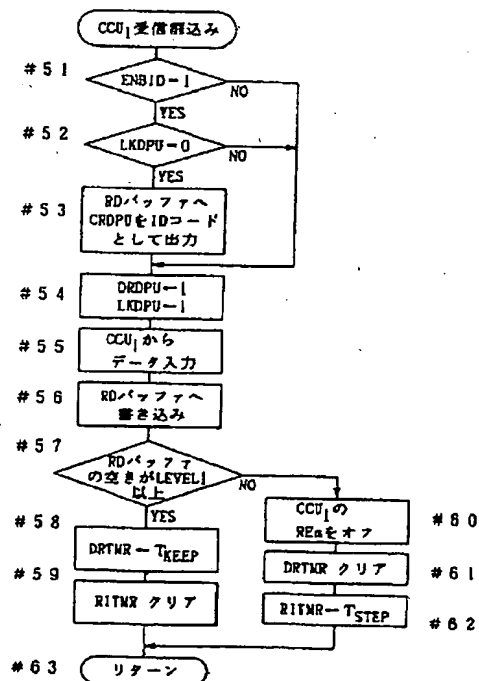 CCU1受信割込み
#51
ENBID=1
NO
YES
#52
LKDPU=0
NO
YES
#53
RDバッファへ
CRDPUをIDコード
として出力
#54
DRDPU←1
LKDPU←1
#55
CCU1から
データ入力
#56
RDバッファへ
書き込み
#57
RDバッファ
の空きがLEVEL1
以上
NO
YES
#58
DRTMR←TKEEP
#59
RITMR クリア
CCU1の
REnをオフ
#60
DRTMR クリア
#61
RITMR←TSTEP
#62
#63
リターン